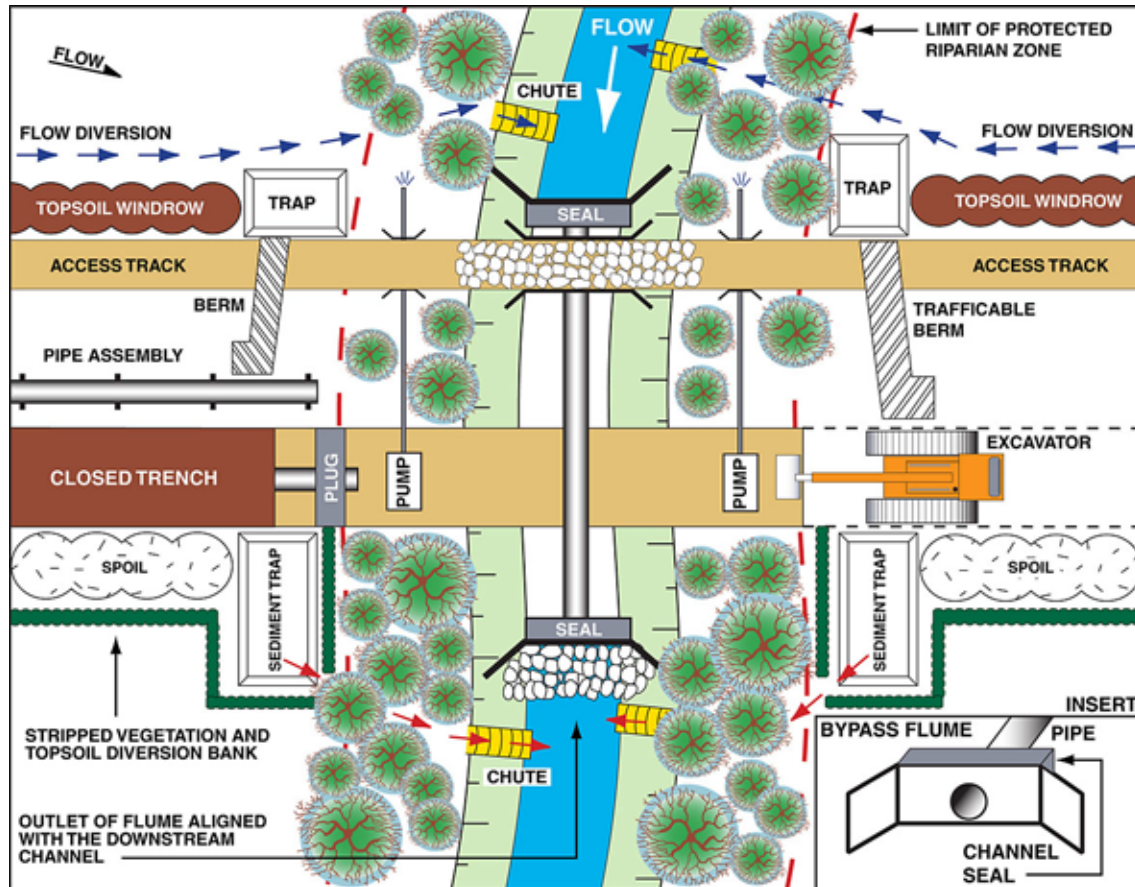 FLOW
FLOW
LIMIT OF PROTECTED
RIPARIAN ZONE
CHUTE
FLOW DIVERSION
FLOW DIVERSION
TOPSOIL WINDROW
TRAP
SEAL
TRAP
TOPSOIL WINDROW
ACCESS TRACK
ACCESS TRACK
BERM
TRAFFICABLE
BERM
PIPE ASSEMBLY
EXCAVATOR
CLOSED TRENCH
PLUG
PUMP
PUMP
SPOIL
SEDIMENT TRAP
SEAL
SEDIMENT TRAP
SPOIL
STRIPPED VEGETATION AND
TOPSOIL DIVERSION BANK
CHUTE
OUTLET OF FLUME ALIGNED
WITH THE DOWNSTREAM
CHANNEL
INSERT
BYPASS FLUME
PIPE
CHANNEL
SEAL